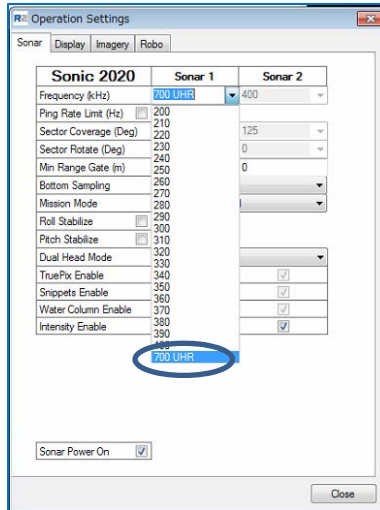 R2 Operation Settings
Sonar Display Imagery Robo
Sonic 2020 Sonar 1 Sonar 2
Frequency (kHz) 700 UHR 400
Ping Rate Limit (Hz) 200
210
Sector Coverage (Deg) 220 125
230
Sector Rotate (Deg) 240 0
250
Min Range Gate (m) 260 0
Bottom Sampling 270
Mission Mode 280
Roll Stabilize 290
300
Pitch Stabilize 310
Dual Head Mode 320
330
TruePix Enable 340
Snippets Enable 350
360
Water Column Enable 370
Intensity Enable 380
390
700 UHR
Sonar Power On
Close